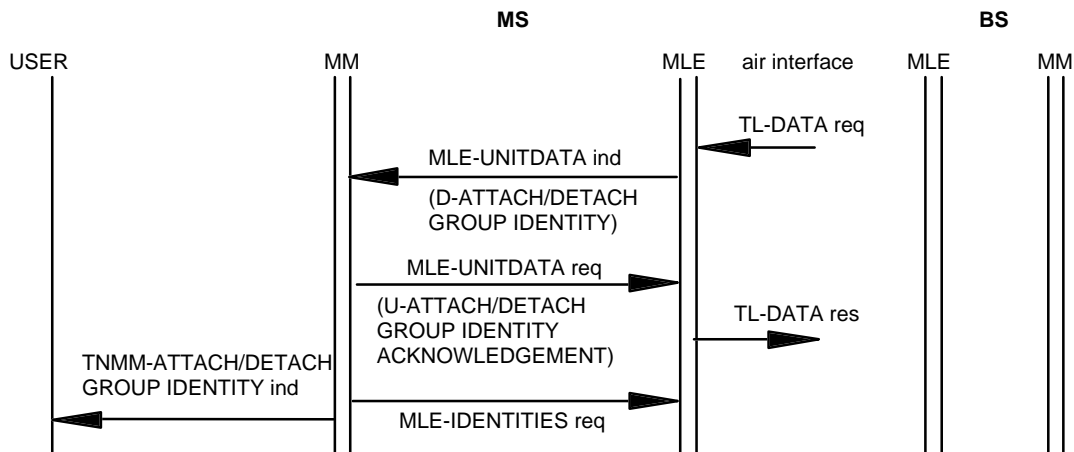 MS
BS
USER
MM
MLE
air interface
MLE
MM
TL-DATA req
MLE-UNITDATA ind
(D-ATTACH/DETACH
GROUP IDENTITY)
MLE-UNITDATA req
(U-ATTACH/DETACH
GROUP IDENTITY
ACKNOWLEDGEMENT)
TL-DATA res
TNMM-ATTACH/DETACH
GROUP IDENTITY ind
MLE-IDENTITIES req